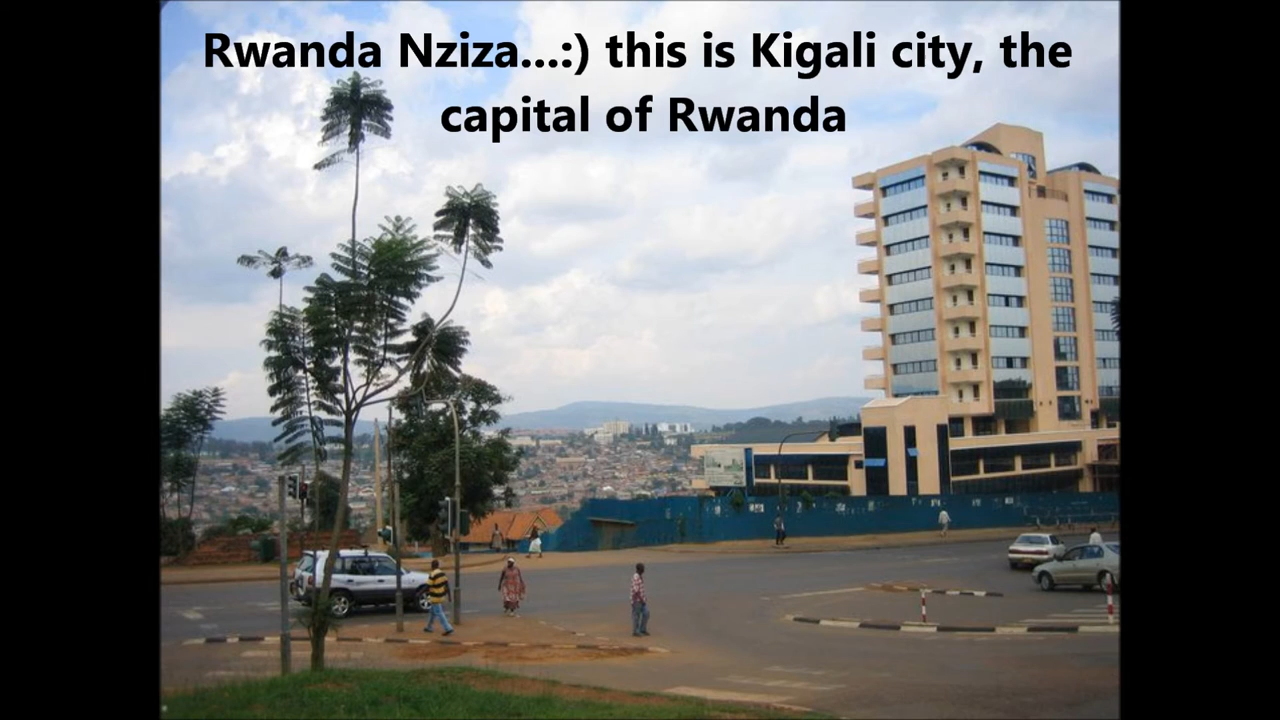 Rwanda Nziza...:) this is Kigali city, the
capital of Rwanda